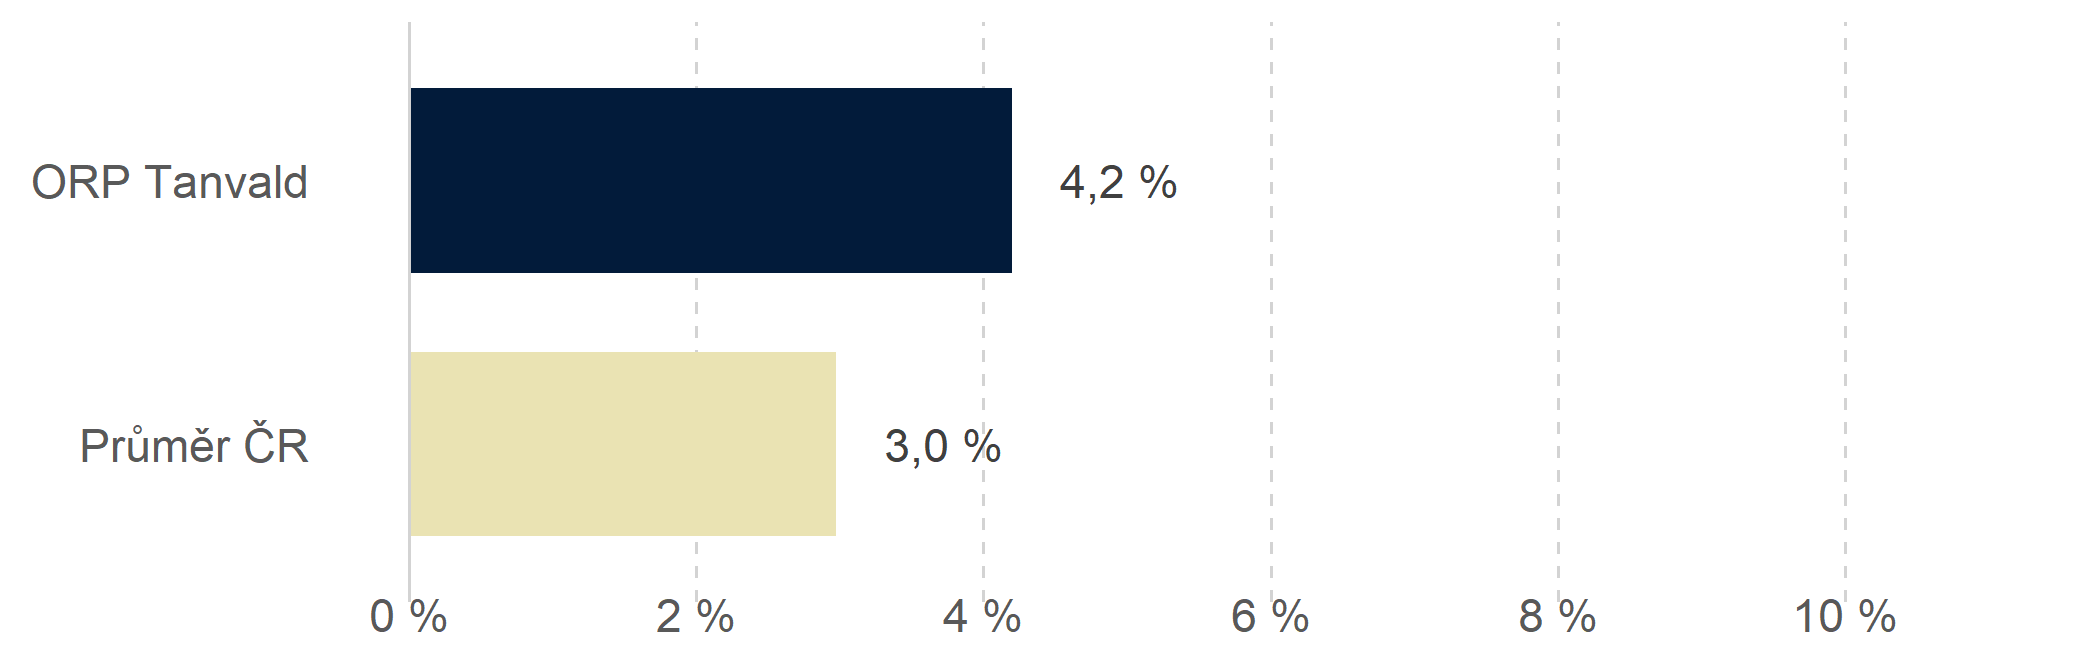 ORP Tanvald
4,2 %
Průměr ČR
3,0 %
0 % 2 % 4 % 6 % 8 % 10 %